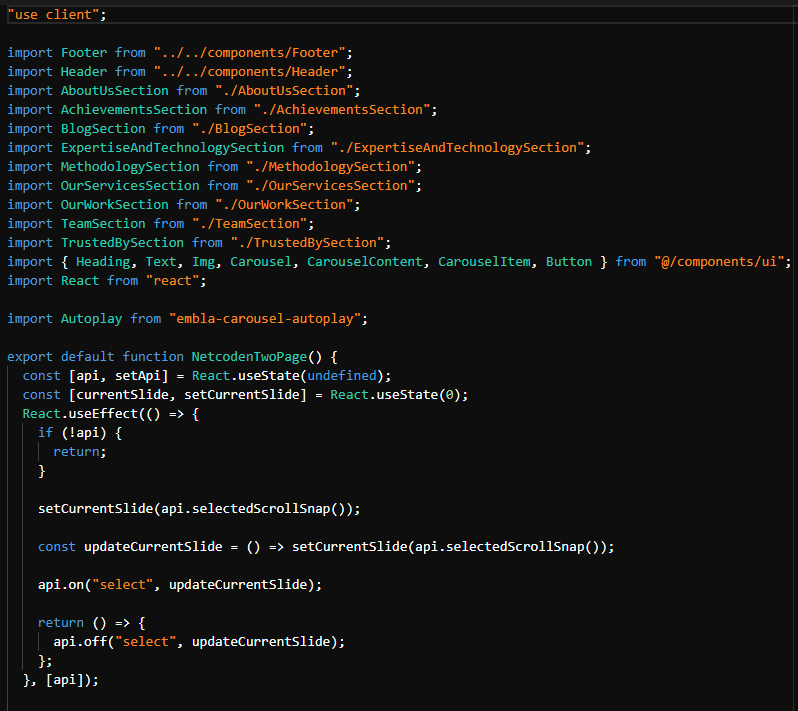 "use client";
import Footer from "../../components/Footer";
import Header from "../../components/Header";
import AboutUsSection from "./AboutUsSection";
import AchievementsSection from "./AchievementsSection";
import BlogSection from "./BlogSection";
import ExpertiseAndTechnologySection from "./ExpertiseAndTechnologySection";
import MethodologySection from "./MethodologySection";
import OurServicesSection from "./OurServicesSection";
import OurWorkSection from "./OurWorkSection";
import TeamSection from "./TeamSection";
import TrustedBySection from "./TrustedBySection";
import { Heading, Text, Img, Carousel, CarouselContent, CarouselItem, Button } from "@/components/ui";
import React from "react";
import Autoplay from "embla-carousel-autoplay";
export default function NetcodenTwoPage() {
  const [api, setApi] = React.useState(undefined);
  const [currentSlide, setCurrentSlide] = React.useState(0);
  React.useEffect(() => {
    if (!api) {
      return;
    }
    setCurrentSlide(api.selectedScrollSnap());
    const updateCurrentSlide = () => setCurrentSlide(api.selectedScrollSnap());
    api.on("select", updateCurrentSlide);
    return () => {
      api.off("select", updateCurrentSlide);
    };
  }, [api]);